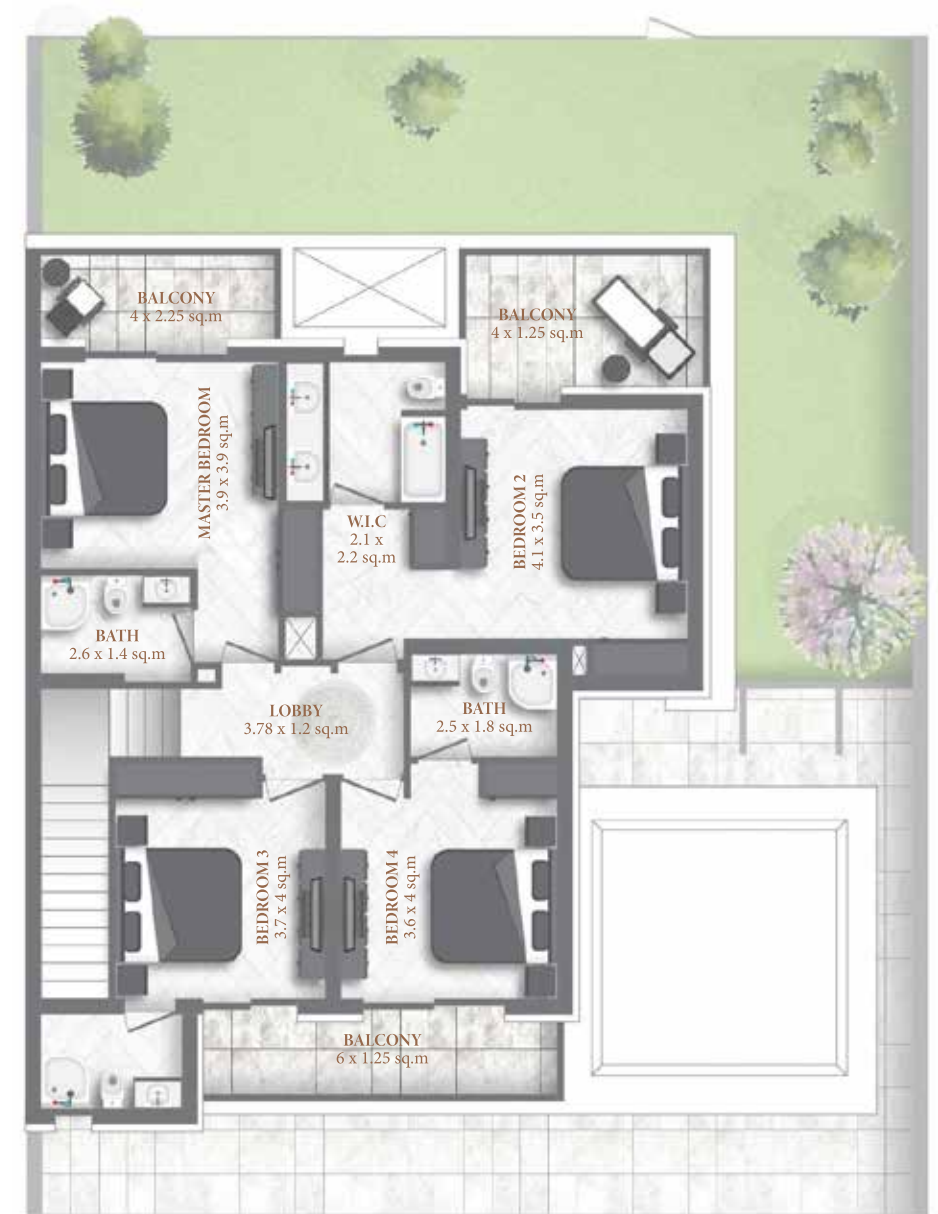 BALCONY
4 x 2.25 sq.m
BALCONY
4 x 1.25 sq.m
MASTER BEDROOM
3.9 x 3.9 sq.m
W.I.C
2.1 x
2.2 sq.m
BEDROOM 2
4.1 x 3.5 sq.m
BATH
2.6 x 1.4 sq.m
LOBBY
3.78 x 1.2 sq.m
BATH
2.5 x 1.8 sq.m
BEDROOM 3
3.7 x 4 sq.m
BEDROOM 4
3.6 x 4 sq.m
BALCONY
6 x 1.25 sq.m